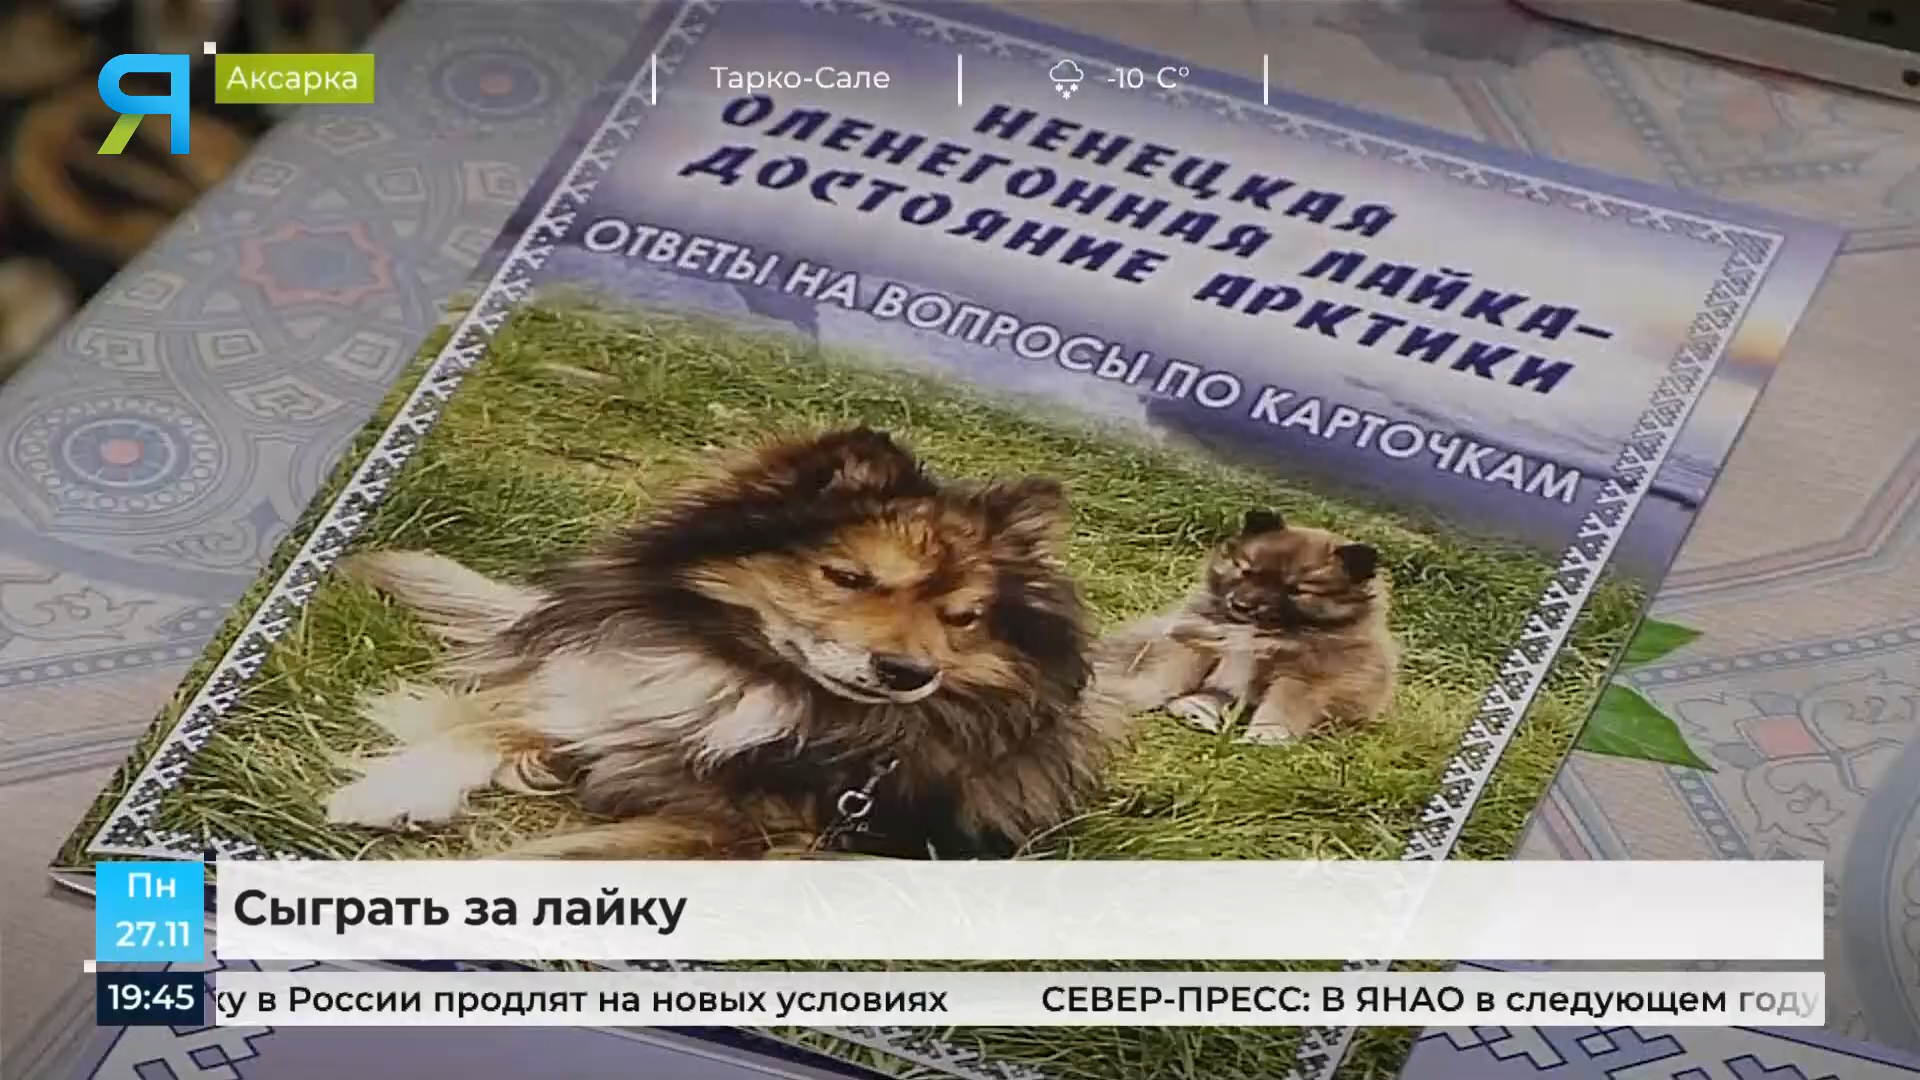 Я
Аксарка
Тарко-Сале
-10 C°
НЕНЕЦКАЯ
ОЛЕНЕГОННАЯ ЛАЙКА-
ДОСТОЯНИЕ АРКТИКИ
ОТВЕТЫ НА ВОПРОСЫ ПО КАРТОЧКАМ
Пн
27.11
Сыграть за лайку
19:45
ку в России продлят на новых условиях СЕВЕР-ПРЕСС: В ЯНАО в следующем году